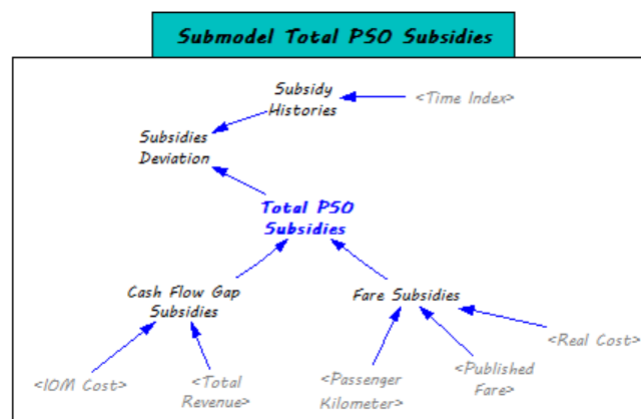 Submodel Total PSO Subsidies
Subsidy
Histories
<Time Index>
Subsidies
Deviation
Total PSO
Subsidies
Cash Flow Gap
Subsidies
Fare Subsidies
<Real Cost>
<IOM Cost>
<Total
Revenue>
<Passenger
Kilometer>
<Published
Fare>